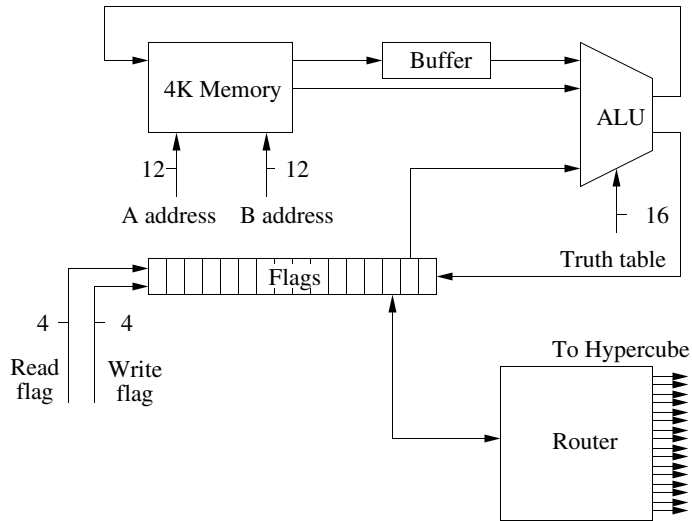 Buffer
4K Memory
ALU
12
12
A address
B address
16
Truth table
Flags
4
4
Read
flag
Write
flag
To Hypercube
Router